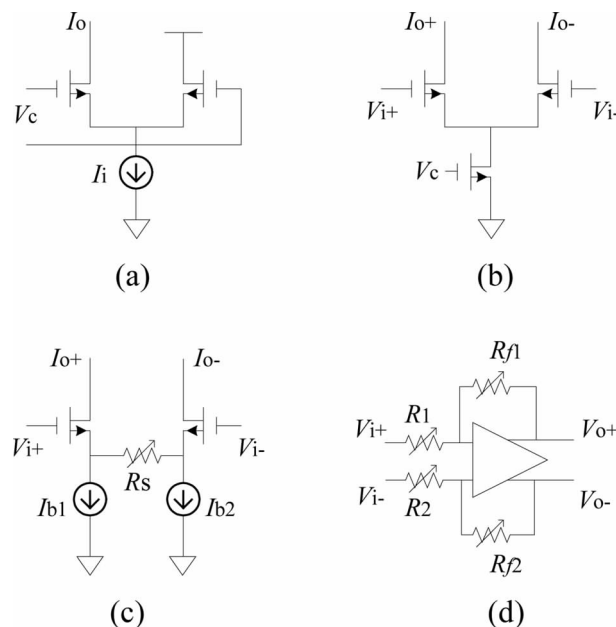 Io
Vc
Ii
(a)
Io+
Io-
Vi+
Vi-
Vc
(b)
Io+
Io-
Vi+
Vi-
Rs
Ib1
Ib2
(c)
Rf1
Vi+
R1
Vo+
Vi-
R2
Vo-
Rf2
(d)